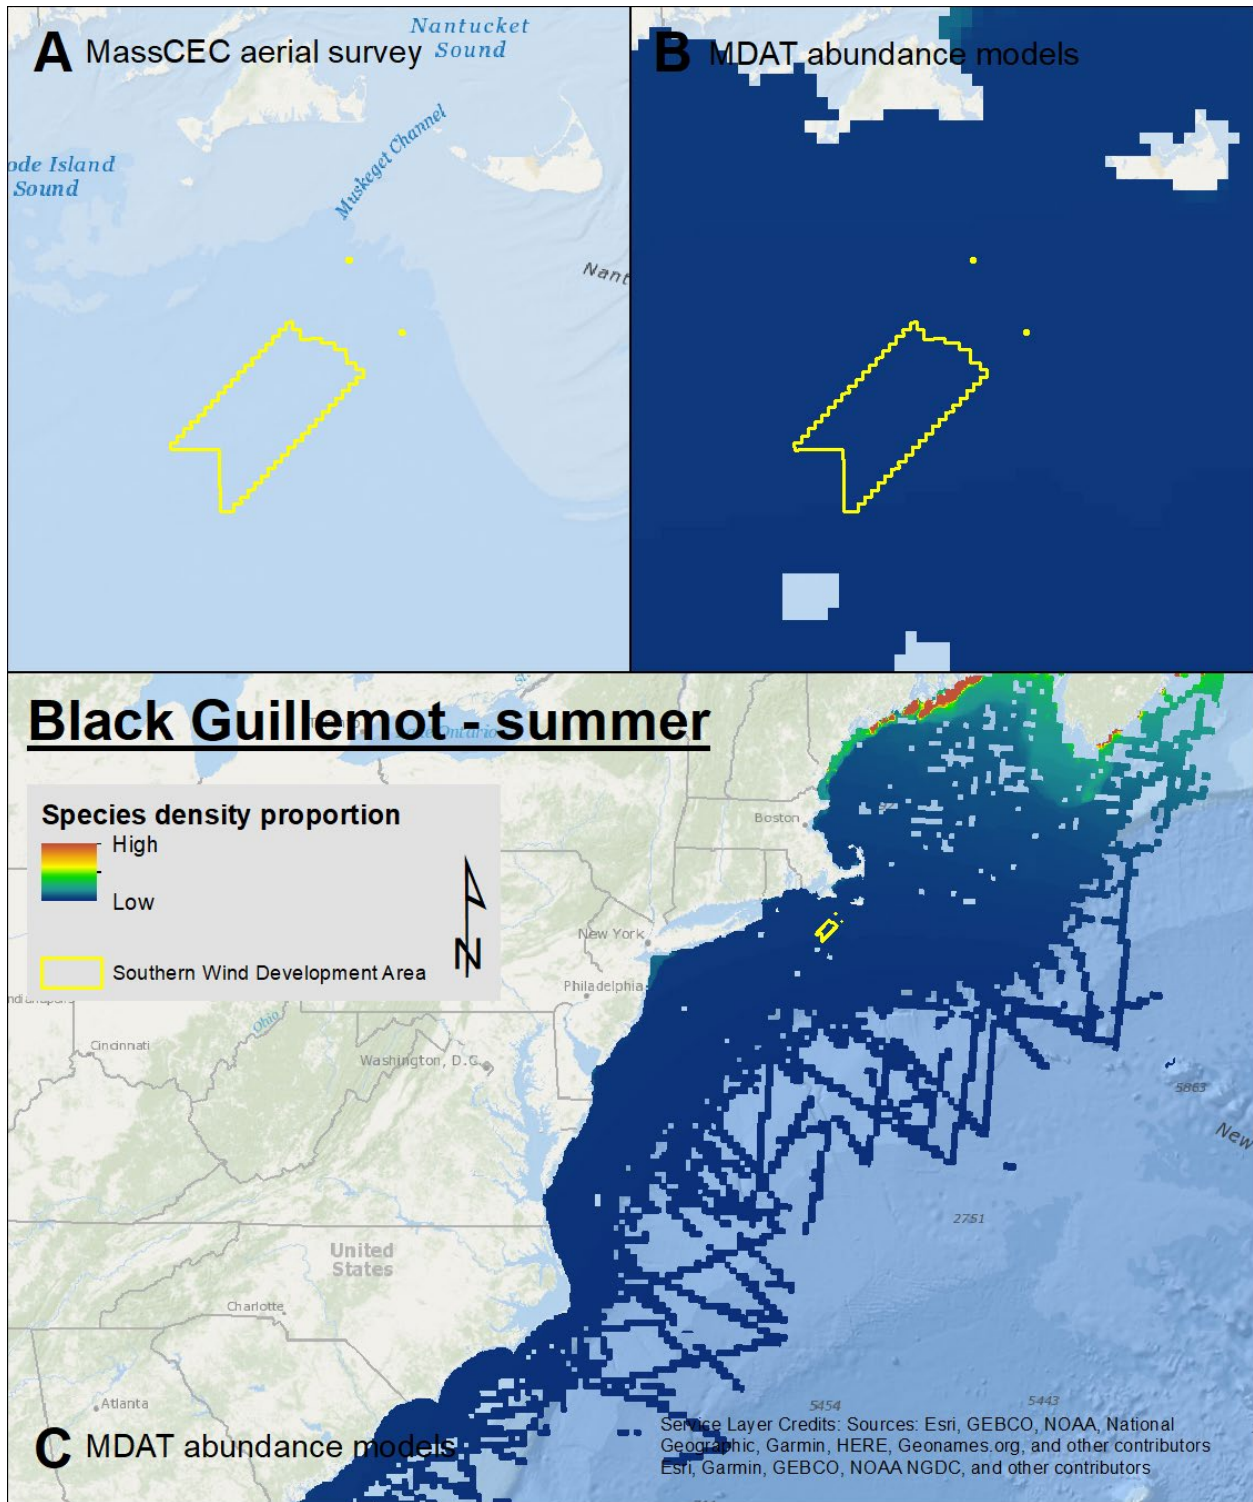 A MassCEC aerial survey
Nantucket
Sound
ode Island
Sound
Muskeget Channel
Nant
B MDAT abundance models
Black Guillemot - summer
Species density proportion
High
Low
N
Southern Wind Development Area
Boston
New York
Philadelphia
Ohio
Cincinnati
Washington, D.C.
5863
New
2751
United
States
Charlotte
Atlanta
5443
5454
C MDAT abundance models
Service Layer Credits: Sources: Esri, GEBCO, NOAA, National
Geographic, Garmin, HERE, Geonames.org, and other contributors
Esri, Garmin, GEBCO, NOAA NGDC, and other contributors